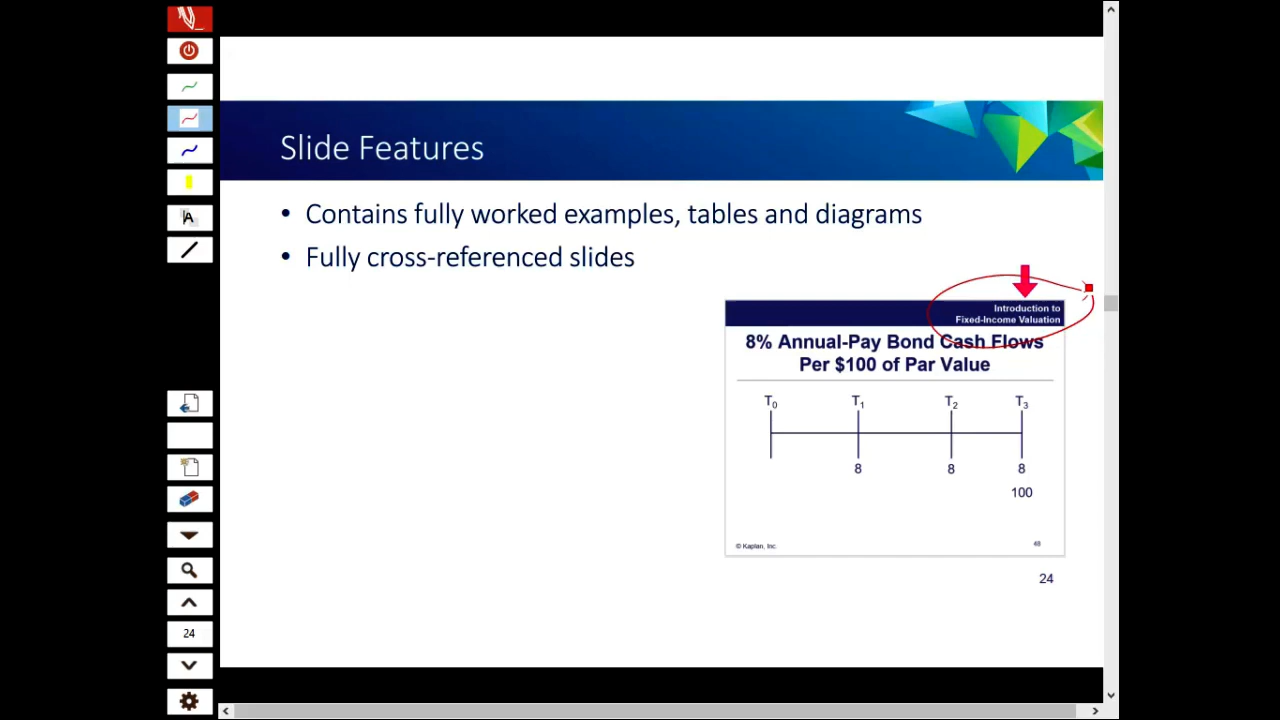 Slide Features
• Contains fully worked examples, tables and diagrams
• Fully cross-referenced slides
Introduction to
Fixed-Income Valuation
8% Annual-Pay Bond Cash Flows
Per $100 of Par Value
T0 T1 T2 T3
8 8 8
100
© Kaplan, Inc.
48
24
A
24